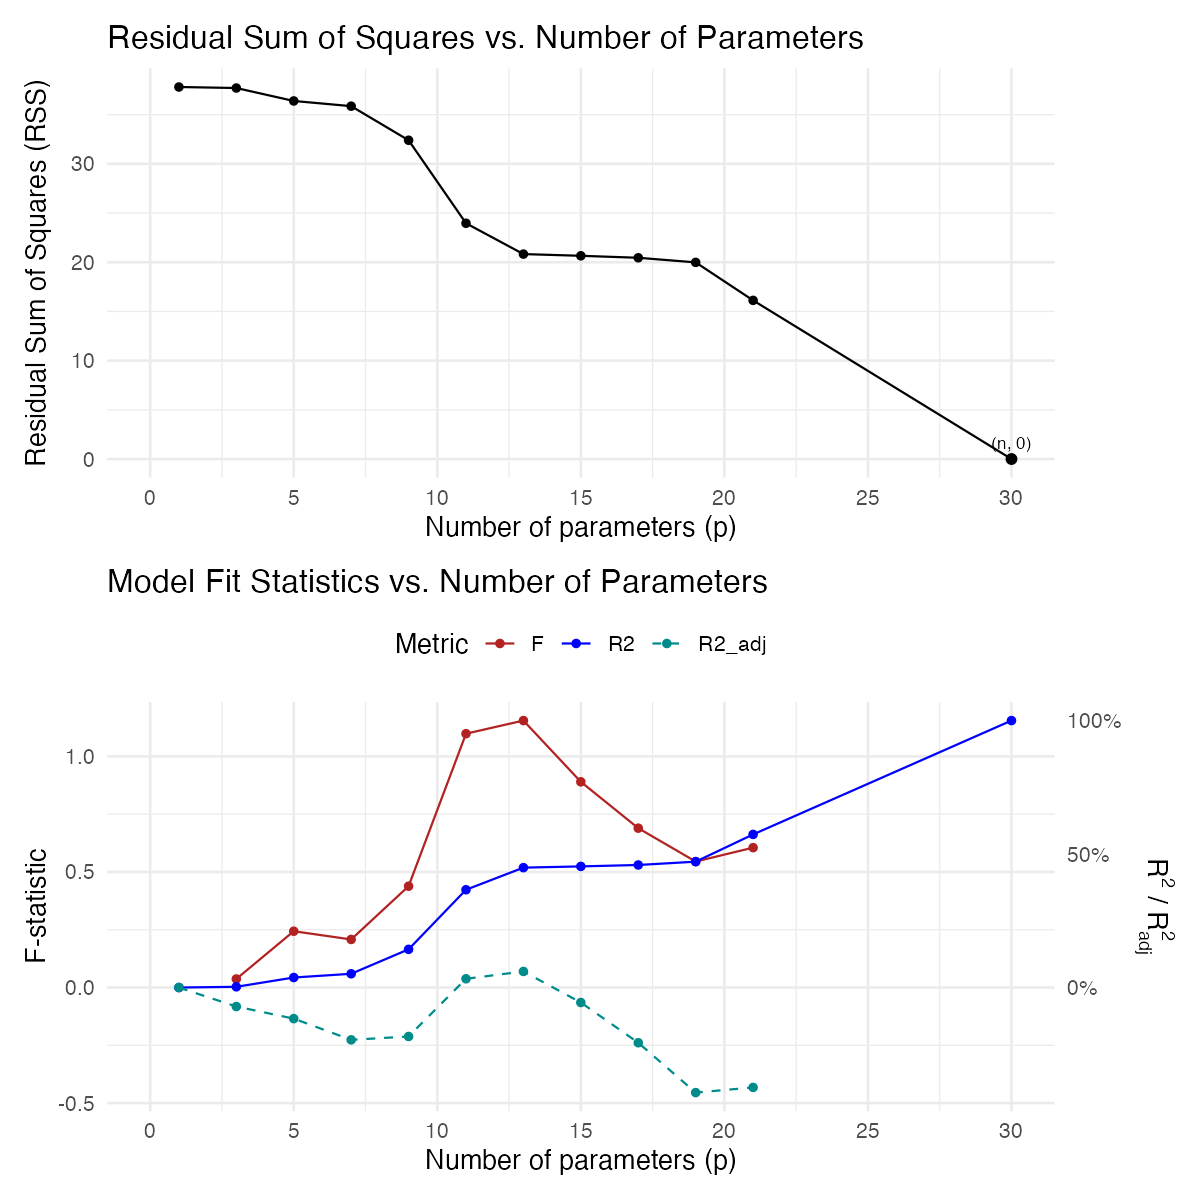 Residual Sum of Squares vs. Number of Parameters
Residual Sum of Squares (RSS)
30
20
10
0
(n, 0)
0 5 10 15 20 25 30
Number of parameters (p)
Model Fit Statistics vs. Number of Parameters
Metric F R2 R2_adj
F-statistic
1.0
0.5
0.0
-0.5
100%
50%
0%
R² / R²adj
0 5 10 15 20 25 30
Number of parameters (p)